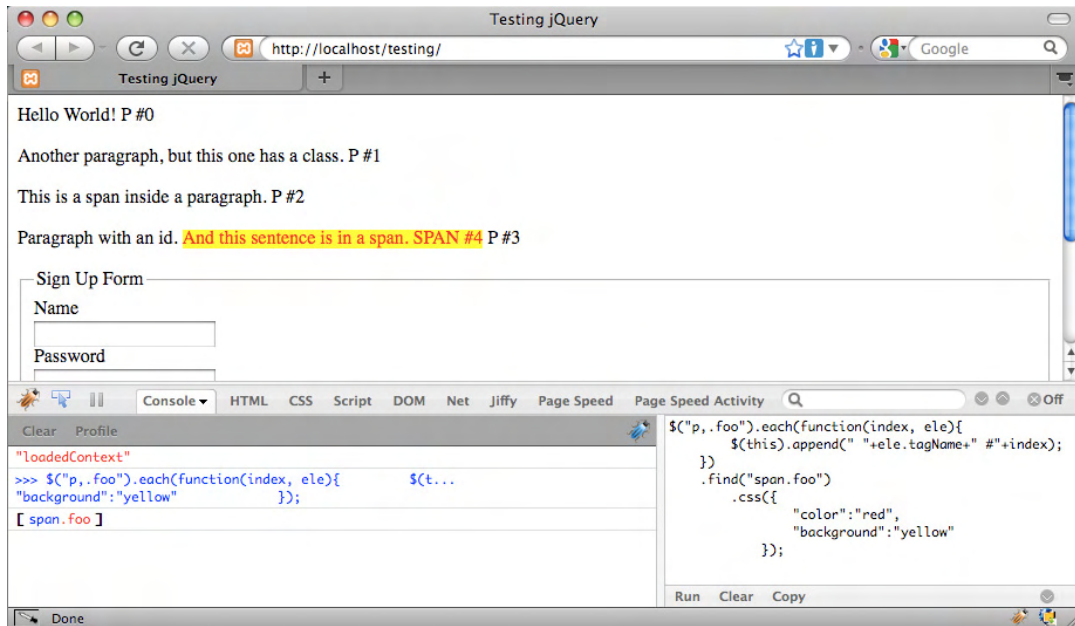 Testing jQuery
http://localhost/testing/
Google
Testing jQuery
+
Hello World! P #0
Another paragraph, but this one has a class. P #1
This is a span inside a paragraph. P #2
Paragraph with an id. And this sentence is in a span. SPAN #4 P #3
Sign Up Form
Name
Password
Console HTML CSS Script DOM Net Jiffy Page Speed Page Speed Activity Off
Clear Profile
"loadedContext"
>>> $("p,.foo").each(function(index, ele){ $(t...
"background":"yellow" });
[ span.foo ]
$("p,.foo").each(function(index, ele){
$(this).append(" "+ele.tagName+" #"+index);
})
.find("span.foo")
.css({
"color":"red",
"background":"yellow"
});
Run Clear Copy
Done